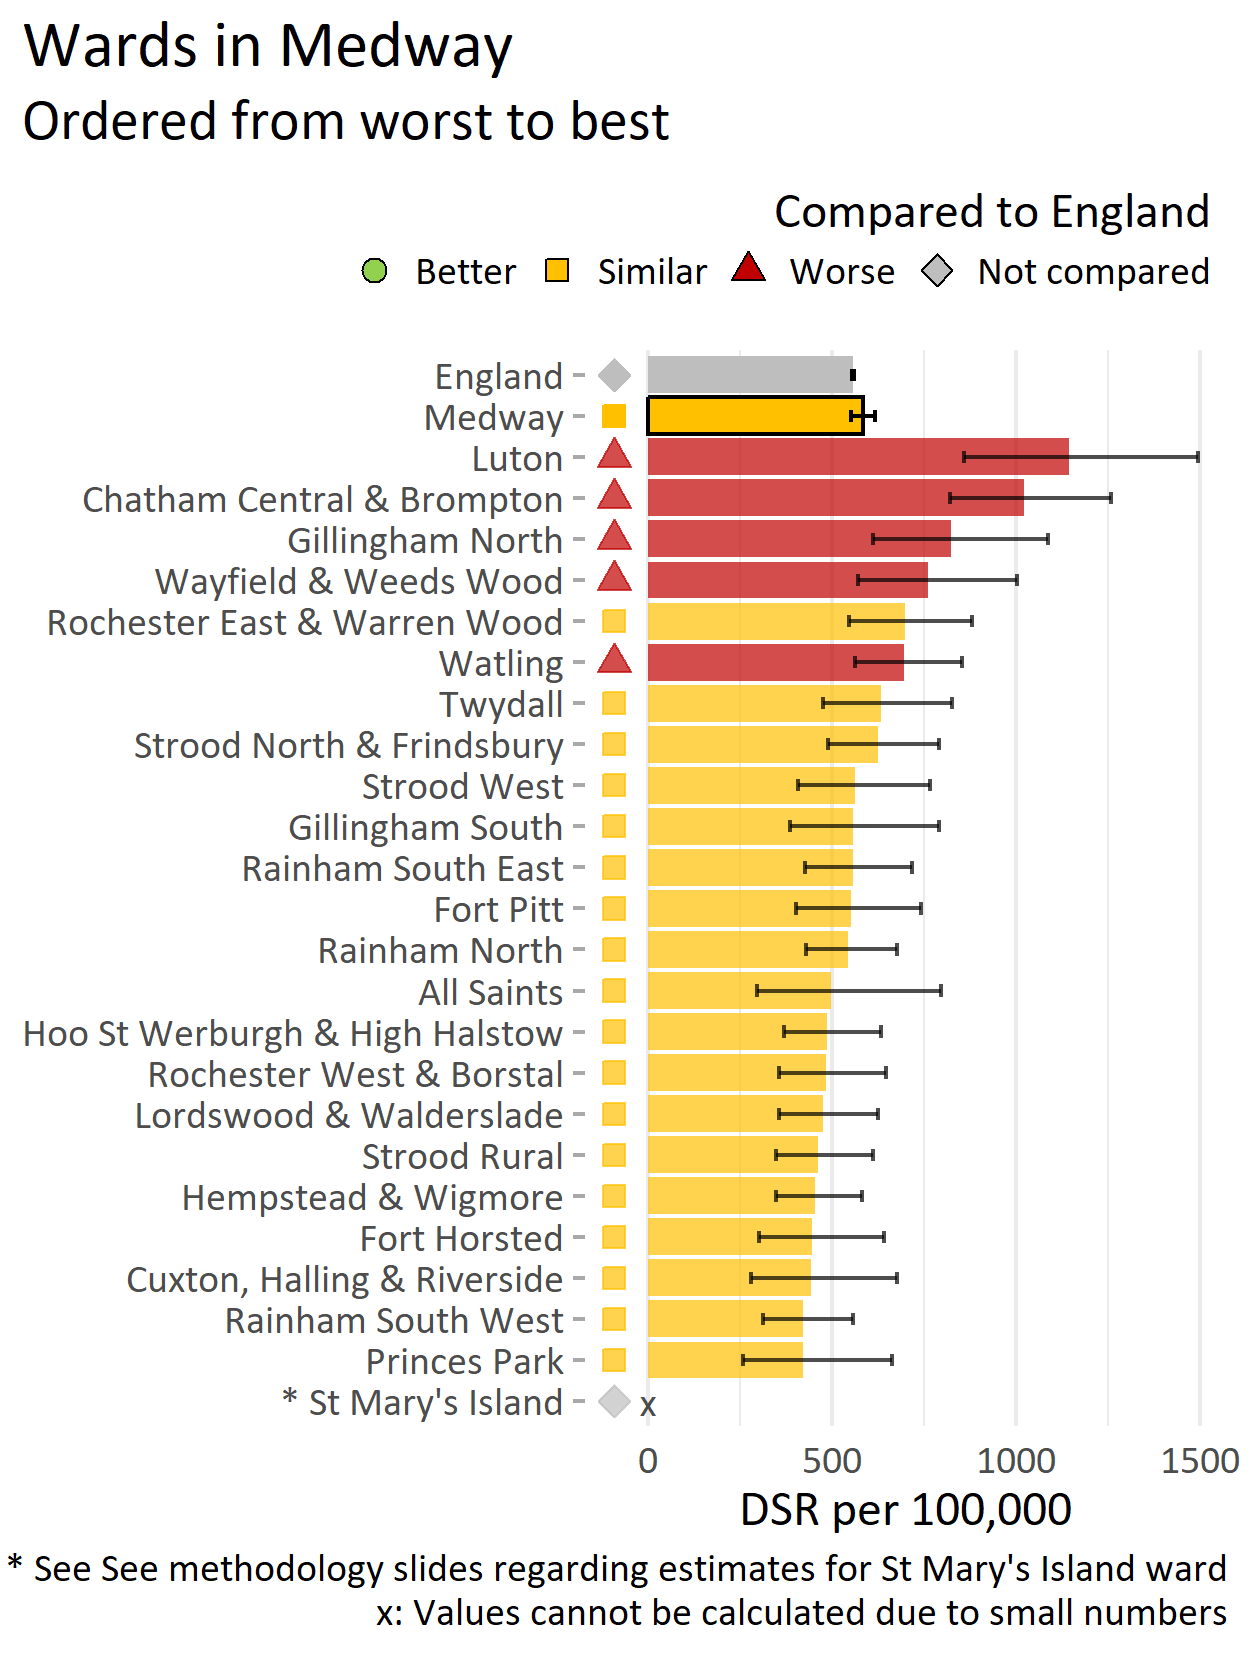 Wards in Medway
Ordered from worst to best
Compared to England
Better Similar Worse Not compared
England
Medway
Luton
Chatham Central & Brompton
Gillingham North
Wayfield & Weeds Wood
Rochester East & Warren Wood
Watling
Twydall
Strood North & Frindsbury
Strood West
Gillingham South
Rainham South East
Fort Pitt
Rainham North
All Saints
Hoo St Werburgh & High Halstow
Rochester West & Borstal
Lordswood & Walderslade
Strood Rural
Hempstead & Wigmore
Fort Horsted
Cuxton, Halling & Riverside
Rainham South West
Princes Park
* St Mary's Island x
0 500 1000 1500
DSR per 100,000
* See See methodology slides regarding estimates for St Mary's Island ward
x: Values cannot be calculated due to small numbers